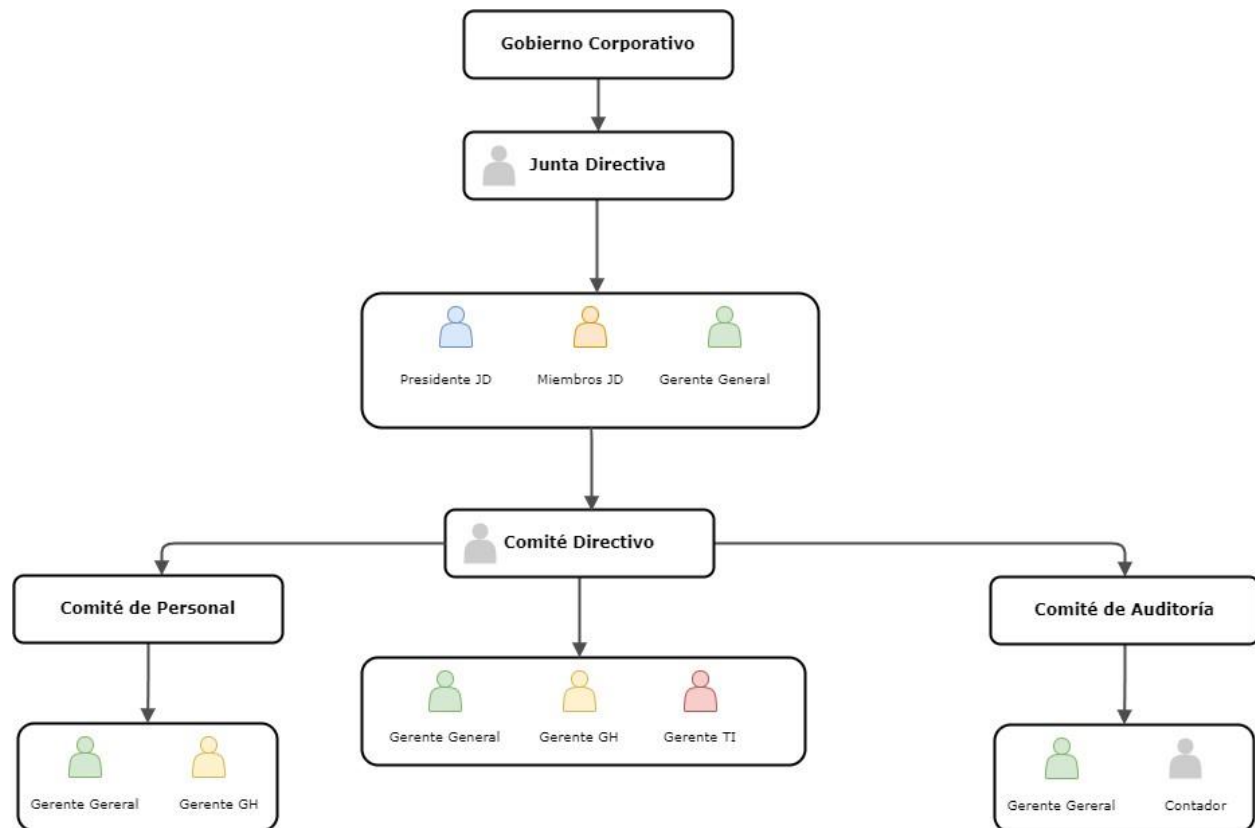 Gobierno Corporativo
Junta Directiva
Presidente JD
Miembros JD
Gerente General
Comité Directivo
Comité de Personal
Comité de Auditoría
Gerente General
Gerente GH
Gerente TI
Gerente Gereral
Gerente GH
Gerente Gereral
Contador